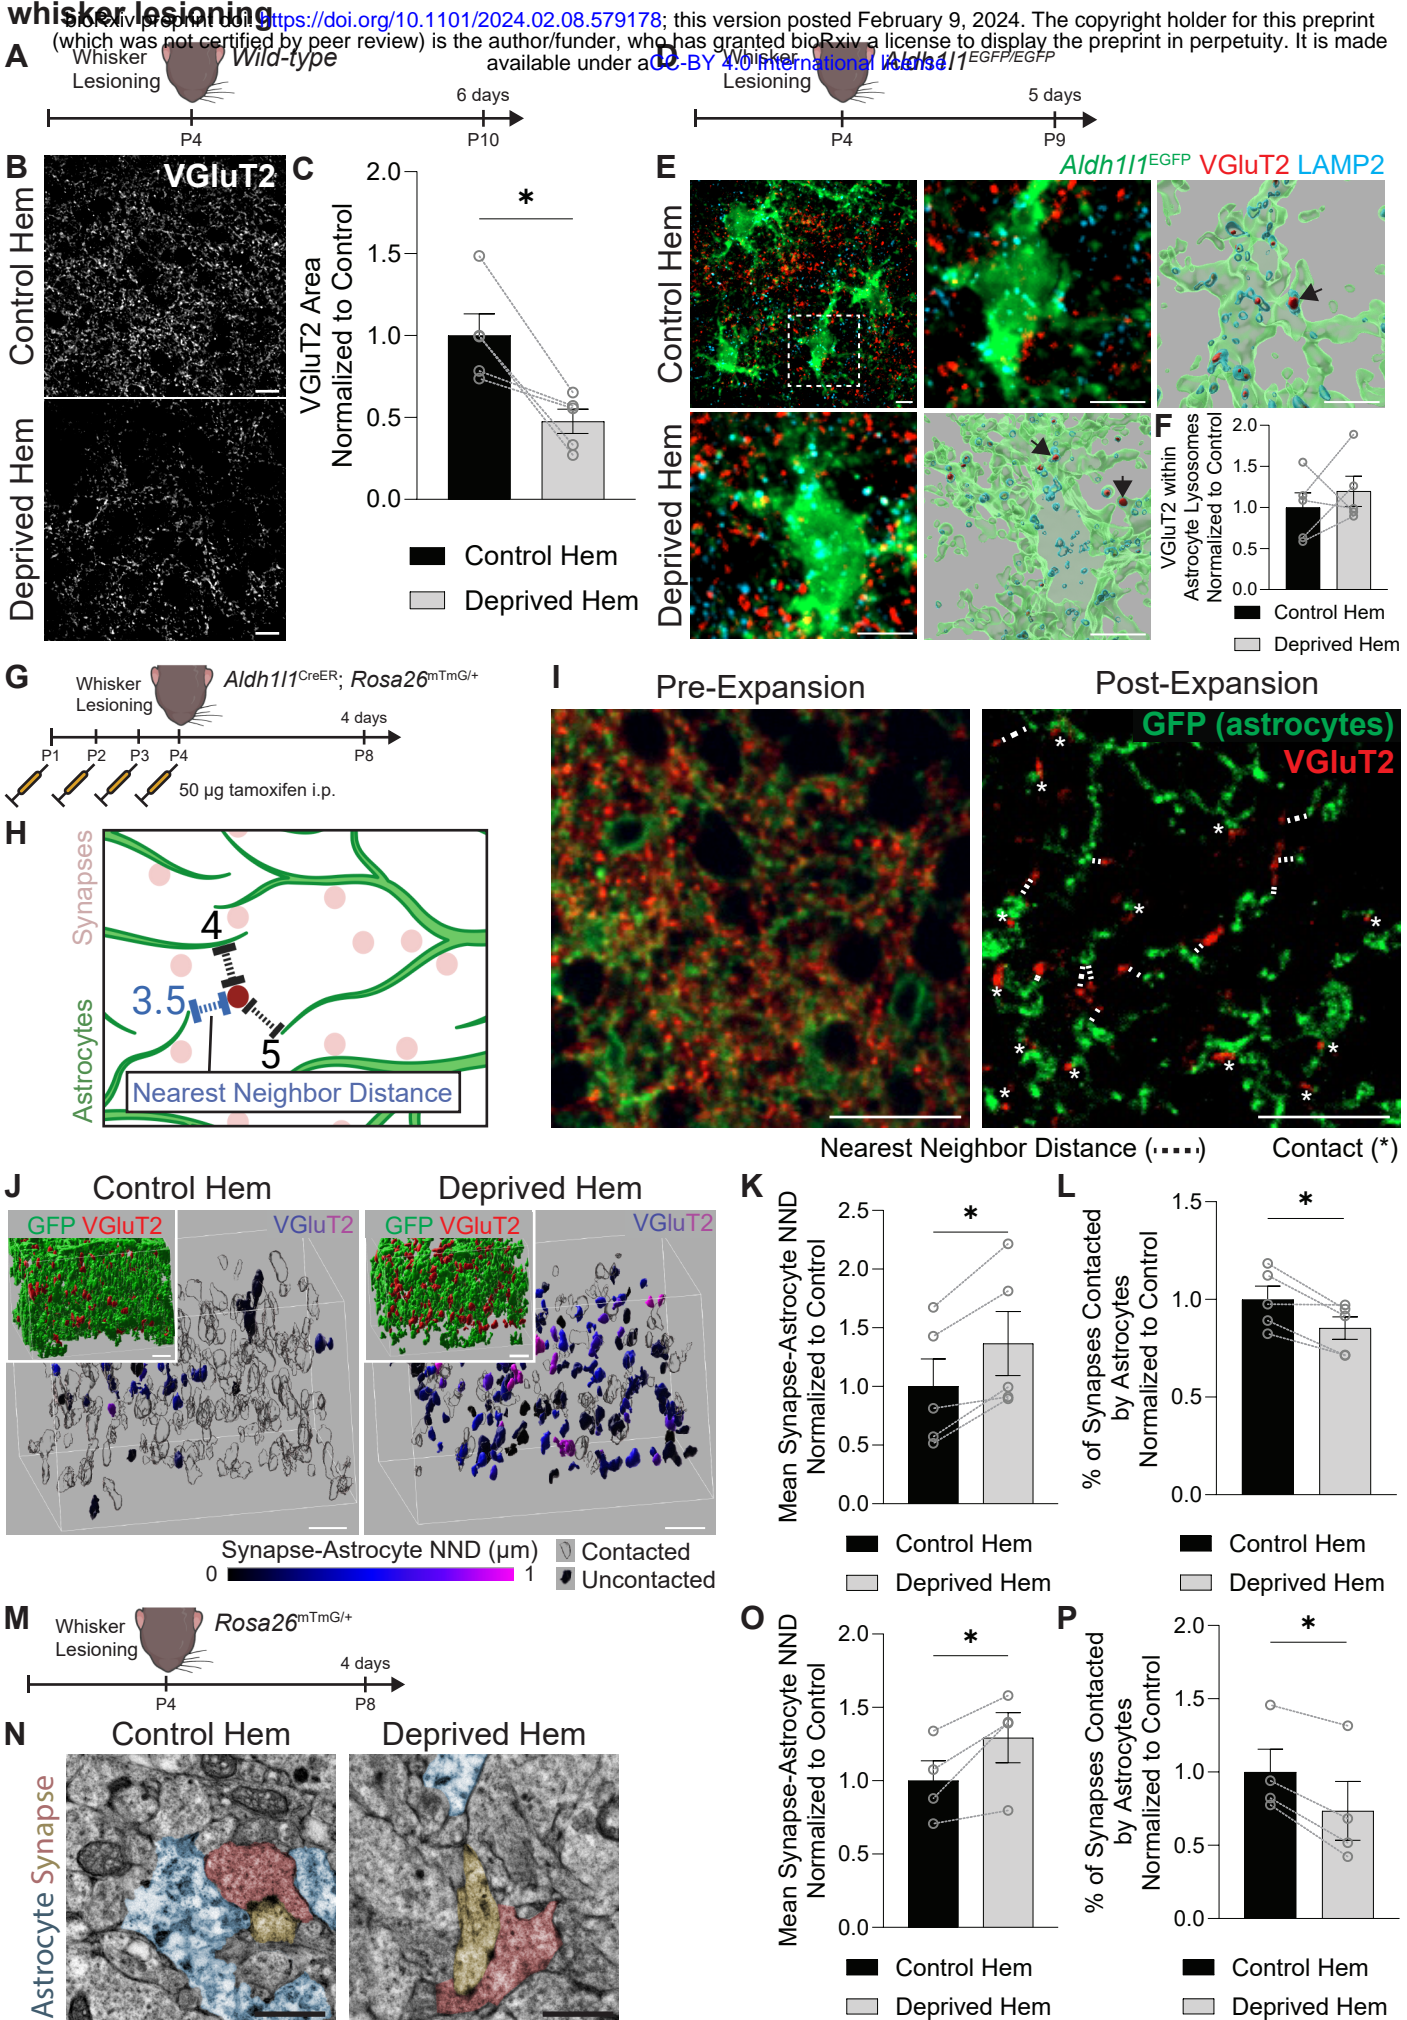 whisker lesioning
bioRxiv preprint doi: https://doi.org/10.1101/2024.02.08.579178; this version posted February 9, 2024. The copyright holder for this preprint
(which was not certified by peer review) is the author/funder, who has granted bioRxiv a license to display the preprint in perpetuity. It is made
available under aCC-BY 4.0 International license.
A
Whisker
Lesioning
Wild-type
6 days
P4
P10
D
Whisker
Lesioning
Aldh1l1EGFP/EGFP
5 days
P4
P9
B
VGluT2
Control Hem
Deprived Hem
C
VGluT2 Area
Normalized to Control
2.0
1.5
1.0
0.5
0.0
*
Control Hem
Deprived Hem
E
Aldh1l1EGFP VGluT2 LAMP2
Control Hem
Deprived Hem
F
VGluT2 within
Astrocyte Lysosomes
Normalized to Control
2.0
1.5
1.0
0.5
0.0
Control Hem
Deprived Hem
G
Whisker
Lesioning
Aldh1l1CreER; Rosa26mTmG/+
4 days
P1
P2
P3
P4
P8
50 µg tamoxifen i.p.
H
Synapses
Astrocytes
4
3.5
5
Nearest Neighbor Distance
I
Pre-Expansion
Post-Expansion
GFP (astrocytes)
VGluT2
Nearest Neighbor Distance (
)
Contact (*)
J
Control Hem
Deprived Hem
GFP VGluT2
VGluT2
GFP VGluT2
VGluT2
Synapse-Astrocyte NND (µm)
0
1
Contacted
Uncontacted
K
Mean Synapse-Astrocyte NND
Normalized to Control
2.5
2.0
1.5
1.0
0.5
0.0
*
Control Hem
Deprived Hem
L
% of Synapses Contacted
by Astrocytes
Normalized to Control
1.5
1.0
0.5
0.0
*
Control Hem
Deprived Hem
M
Whisker
Lesioning
Rosa26mTmG/+
4 days
P4
P8
N
Control Hem
Deprived Hem
Astrocyte Synapse
O
Mean Synapse-Astrocyte NND
Normalized to Control
2.0
1.5
1.0
0.5
0.0
*
Control Hem
Deprived Hem
P
% of Synapses Contacted
by Astrocytes
Normalized to Control
2.0
1.5
1.0
0.5
0.0
*
Control Hem
Deprived Hem